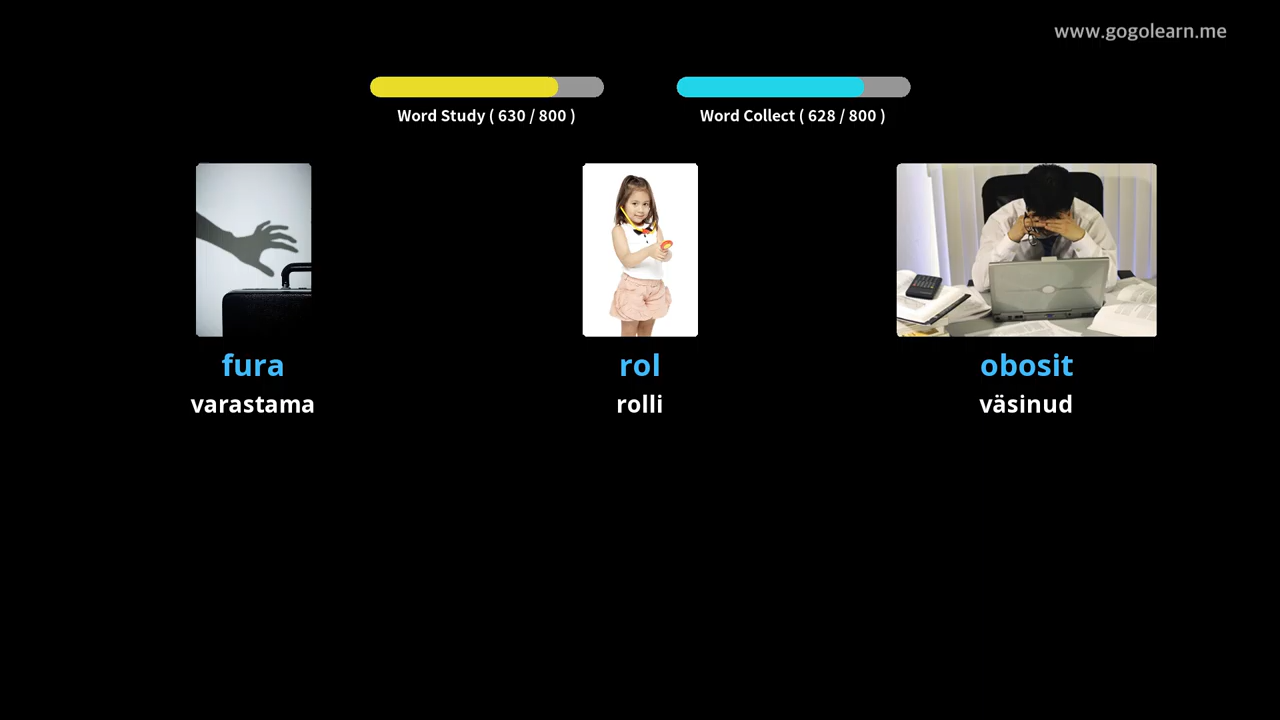 www.gogolearn.me
Word Study ( 630 / 800 )
Word Collect ( 628 / 800 )
fura
varastama
rol
rolli
obosit
väsinud